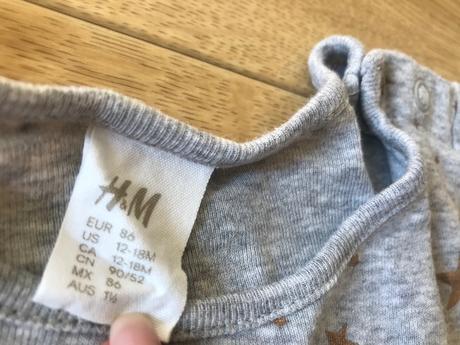 H&M
EUR 86
US 12-18M
CA 12-18M
CN 90/52
MX 86
AUS 1½